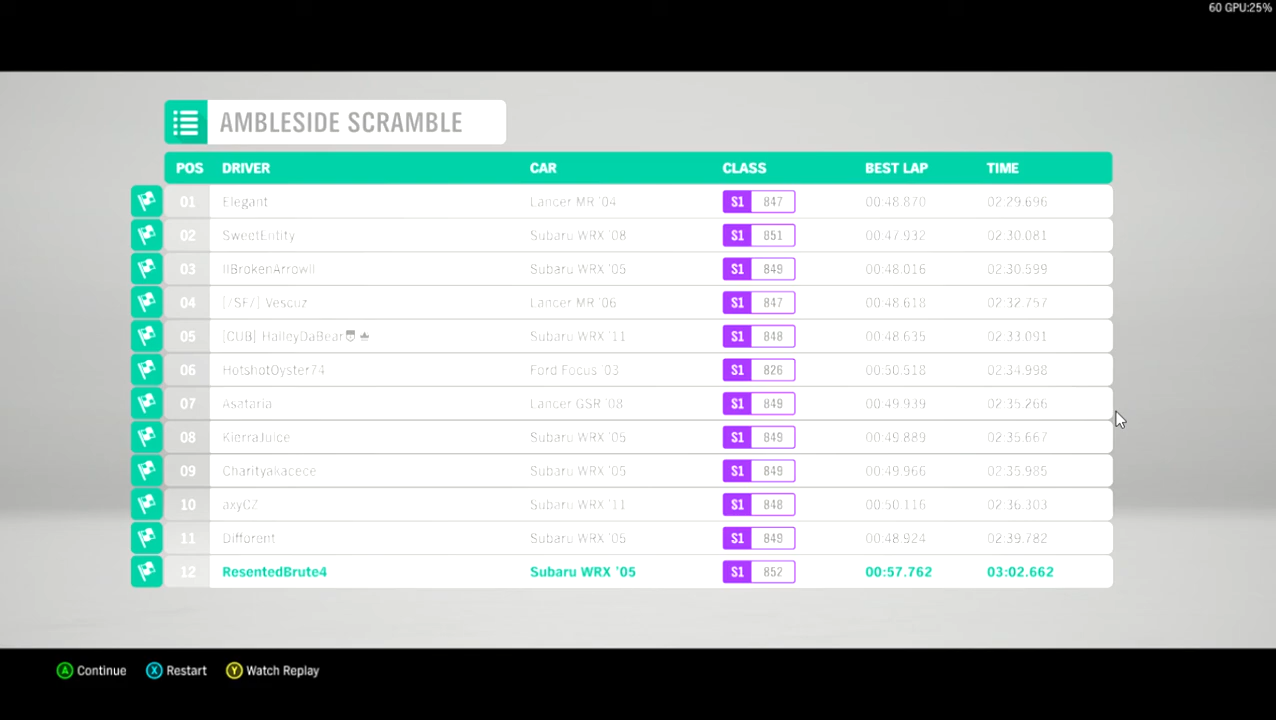 60 GPU:25%
AMBLESIDE SCRAMBLE
POS DRIVER CAR CLASS BEST LAP TIME
01 Elegant Lancer MR '04 S1 847 00:48.870 02:29.696
02 SweetEntity Subaru WRX '08 S1 851 00:47.932 02:30.081
03 IIBrokenArrowII Subaru WRX '05 S1 849 00:48.016 02:30.599
04 [/SF/] Vescuz Lancer MR '06 S1 847 00:48.618 02:32.757
05 [CUB] HalleyDaBear Subaru WRX '11 S1 848 00:48.635 02:33.091
06 HotshotOyster74 Ford Focus '03 S1 826 00:50.518 02:34.998
07 Asataria Lancer GSR '08 S1 849 00:49.939 02:35.266
08 KierraJuice Subaru WRX '05 S1 849 00:49.889 02:35.667
09 Charityakacece Subaru WRX '05 S1 849 00:49.966 02:35.985
10 axyCZ Subaru WRX '11 S1 848 00:50.116 02:36.303
11 Different Subaru WRX '05 S1 849 00:48.924 02:39.782
12 ResentedBrute4 Subaru WRX '05 S1 852 00:57.762 03:02.662
A Continue X Restart Y Watch Replay